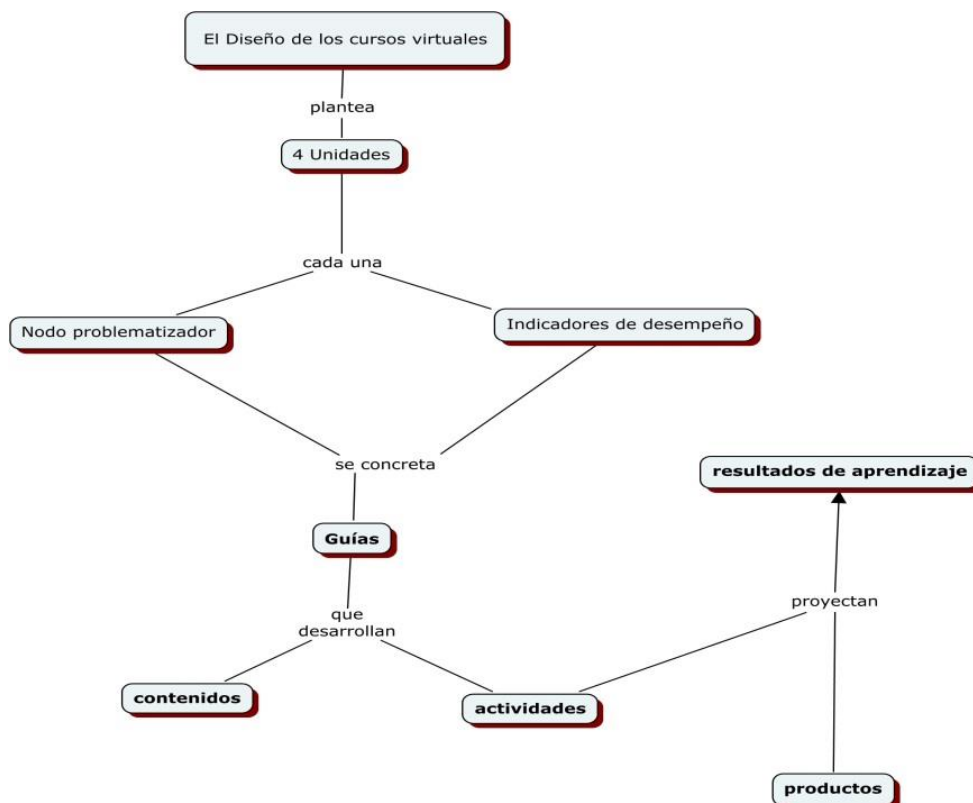 El Diseño de los cursos virtuales
plantea
4 Unidades
cada una
Nodo problematizador
Indicadores de desempeño
se concreta
resultados de aprendizaje
Guías
proyectan
que
desarrollan
contenidos
actividades
productos